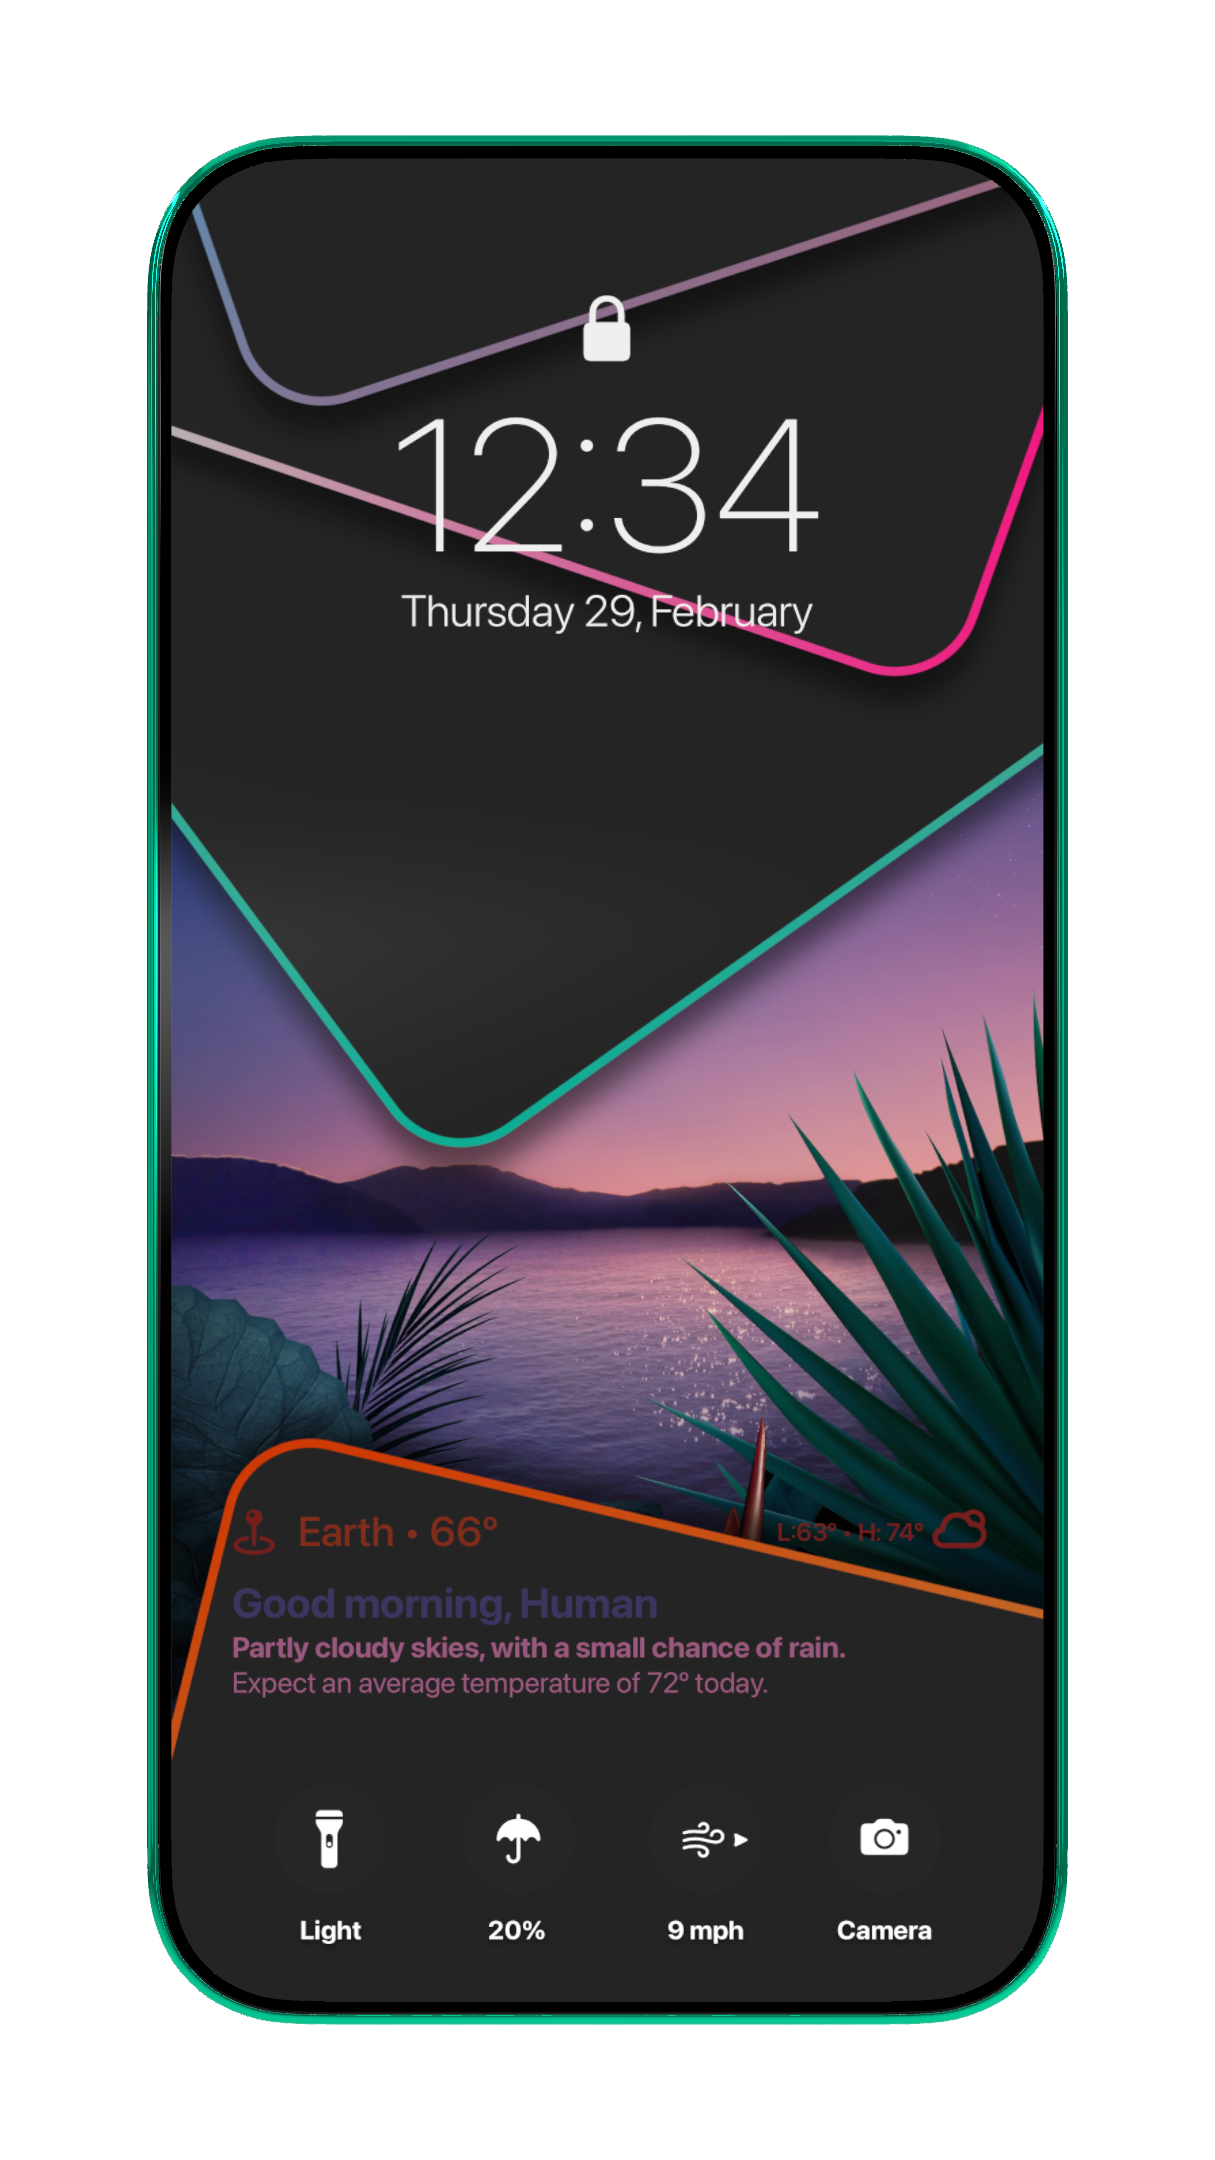 12:34
Thursday 29, February
Earth • 66°
L:63° • H: 74°
Good morning, Human
Partly cloudy skies, with a small chance of rain.
Expect an average temperature of 72° today.
Light
20%
9 mph
Camera